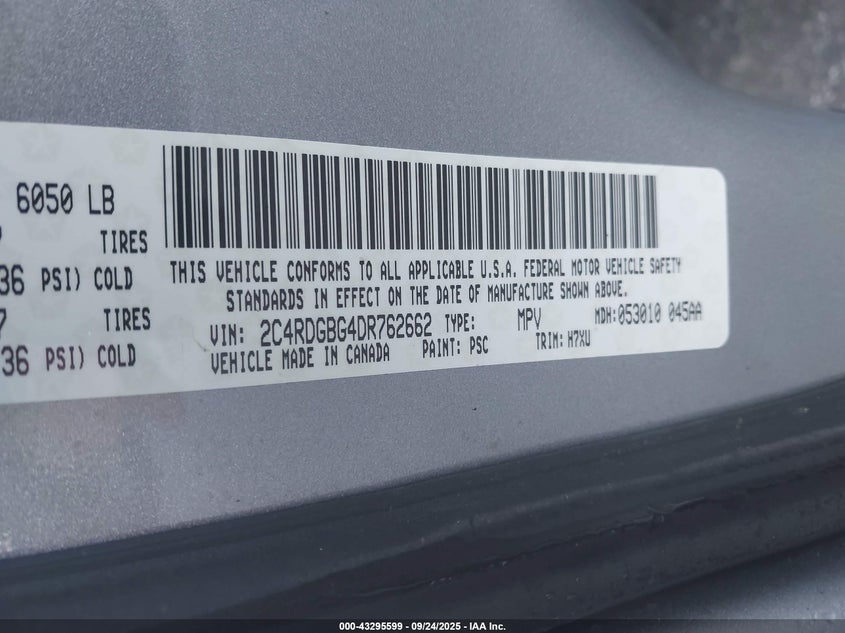 6050 LB
TIRES
36 PSI) COLD
7 TIRES
36 PSI) COLD
THIS VEHICLE CONFORMS TO ALL APPLICABLE U.S.A. FEDERAL MOTOR VEHICLE SAFETY
STANDARDS IN EFFECT ON THE DATE OF MANUFACTURE SHOWN ABOVE.
VIN: 2C4RDGBG4DR762662 TYPE: MPV MDH: 053010 045AA
VEHICLE MADE IN CANADA PAINT: PSC TRIM: H7XU
000-43295599 - 09/24/2025 - IAA Inc.